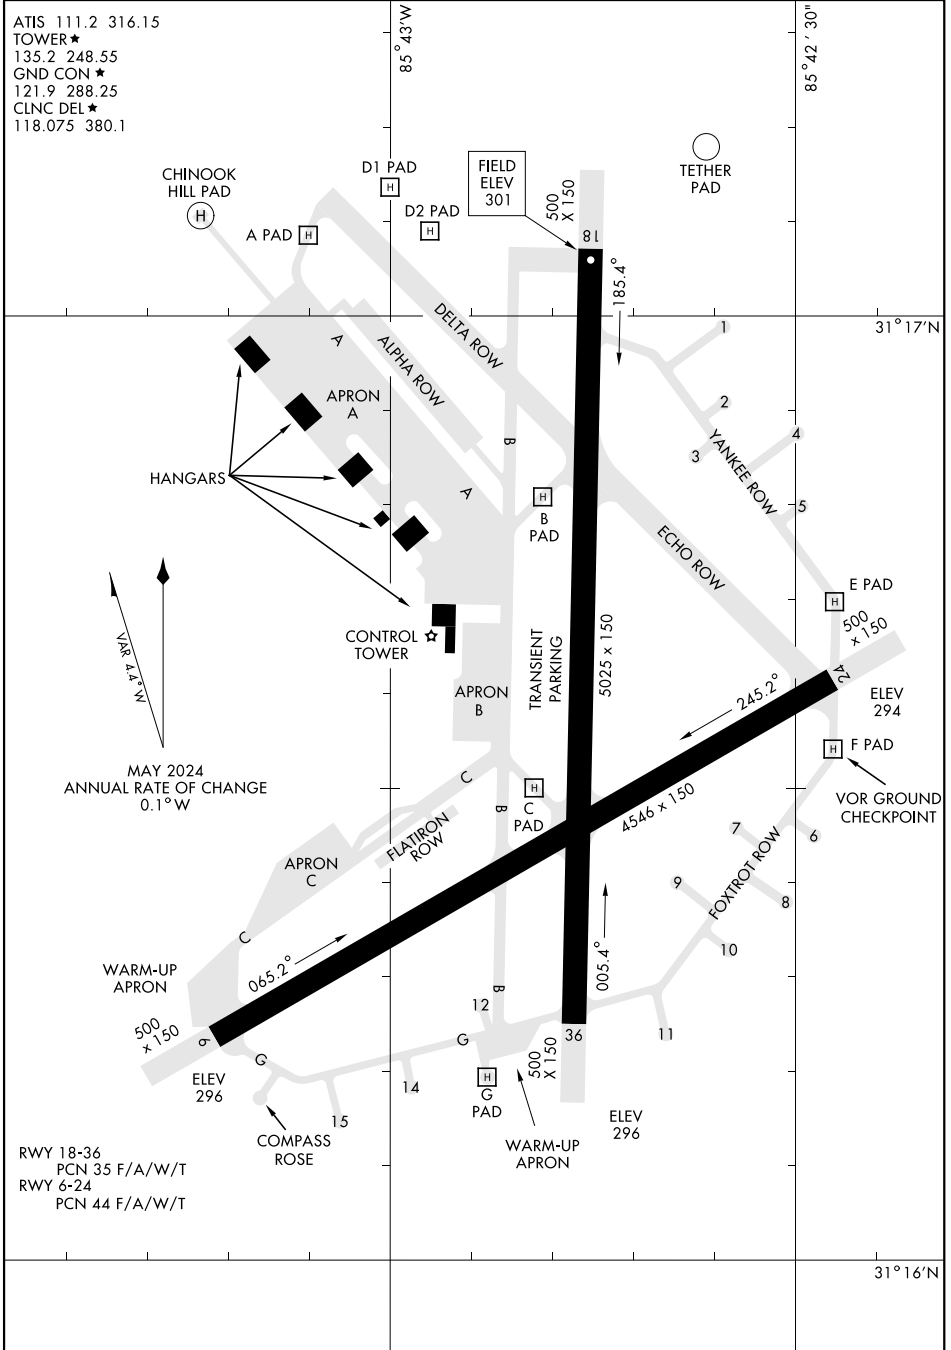 ATIS 111.2 316.15
TOWER★
135.2 248.55
GND CON ★
121.9 288.25
CLNC DEL ★
118.075 380.1
85°43'W
85°42'30"
CHINOOK
HILL PAD
H
A PAD H
D1 PAD
H
D2 PAD
H
FIELD
ELEV
301
500
X 150
TETHER
PAD
18
185.4°
31°17'N
DELTA ROW
ALPHA ROW
A
APRON
A
HANGARS
B
A
H
B
PAD
1
2
3
4
5
YANKEE ROW
ECHO ROW
H
E PAD
500
x 150
24
ELEV
294
245.2°
CONTROL
TOWER
APRON
B
TRANSIENT
PARKING
5025 x 150
VAR 4.4°W
MAY 2024
ANNUAL RATE OF CHANGE
0.1°W
H F PAD
VOR GROUND
CHECKPOINT
C
H
C
PAD
B
4546 x 150
FLATIRON
ROW
APRON
C
C
7
6
FOXTROT ROW
9
8
10
065.2°
005.4°
WARM-UP
APRON
500
x 150
6
B
12
G
G
36
11
500
X 150
ELEV
296
14
15
H
G
PAD
COMPASS
ROSE
WARM-UP
APRON
ELEV
296
RWY 18-36
PCN 35 F/A/W/T
RWY 6-24
PCN 44 F/A/W/T
31°16'N